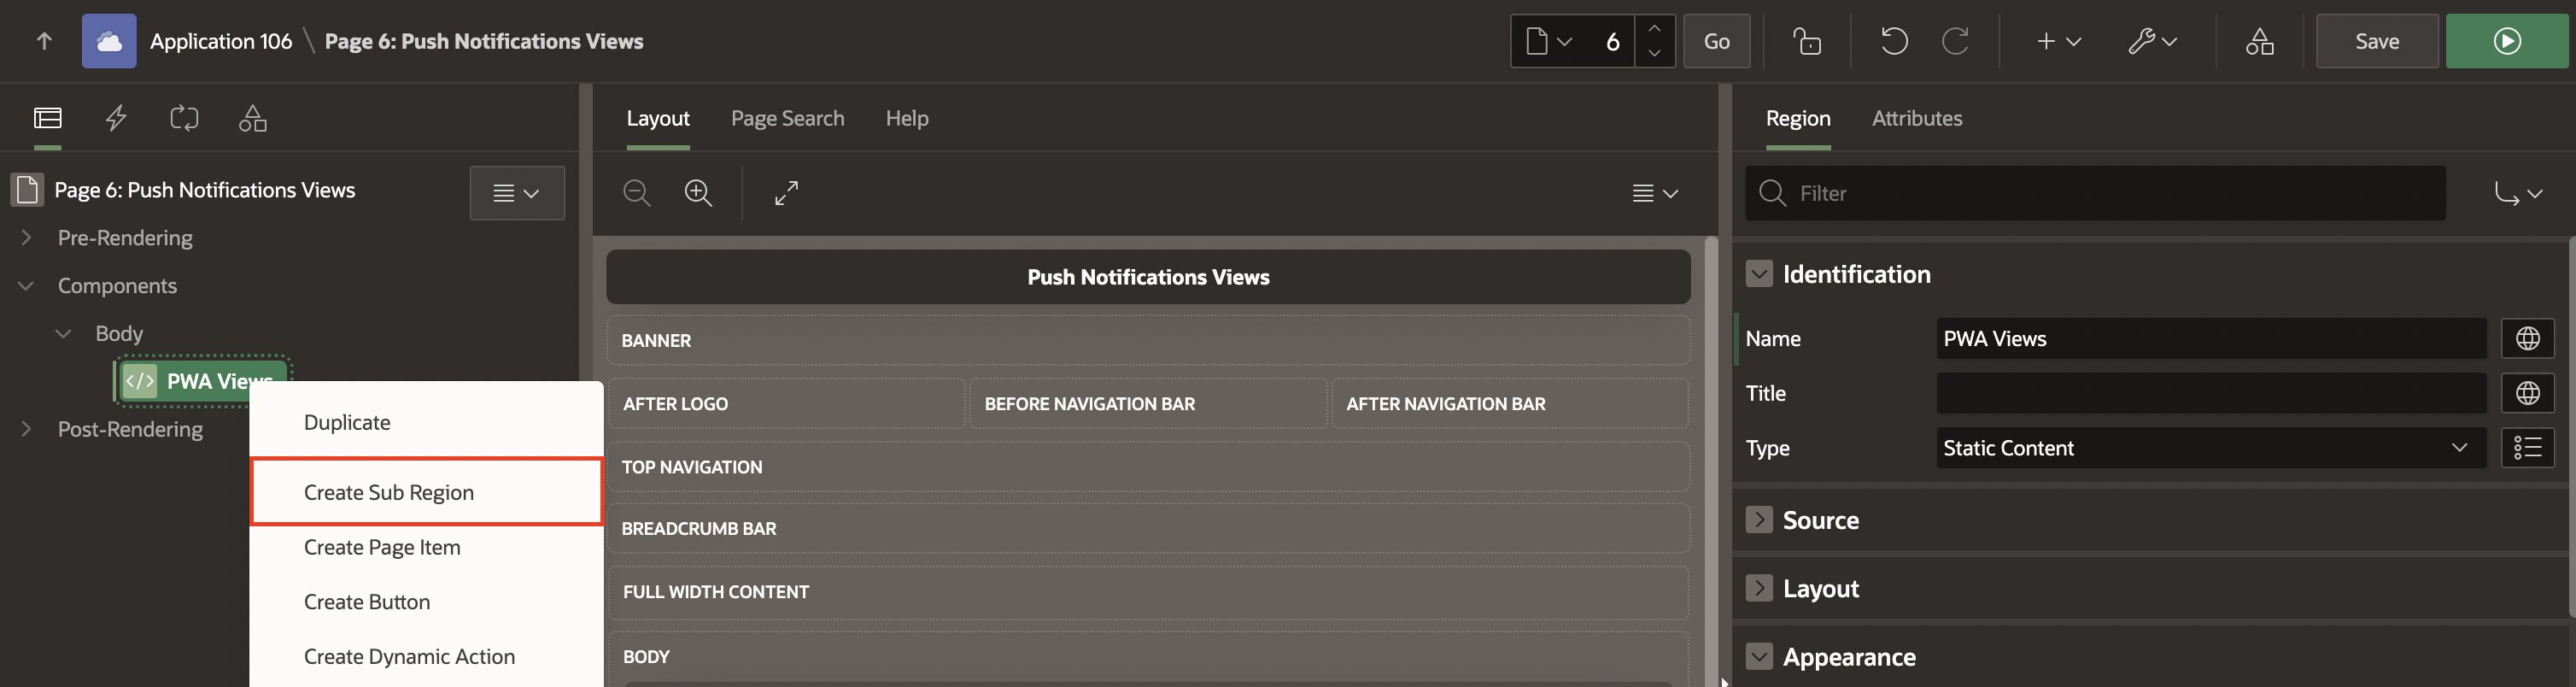 Application 106 \ Page 6: Push Notifications Views
6
Go
Save
Layout
Page Search
Help
Region
Attributes
Page 6: Push Notifications Views
Filter
Pre-Rendering
Components
Body
PWA Views
Post-Rendering
Duplicate
Create Sub Region
Create Page Item
Create Button
Create Dynamic Action
Push Notifications Views
BANNER
AFTER LOGO
BEFORE NAVIGATION BAR
AFTER NAVIGATION BAR
TOP NAVIGATION
BREADCRUMB BAR
FULL WIDTH CONTENT
BODY
Identification
Name
PWA Views
Title
Type
Static Content
Source
Layout
Appearance